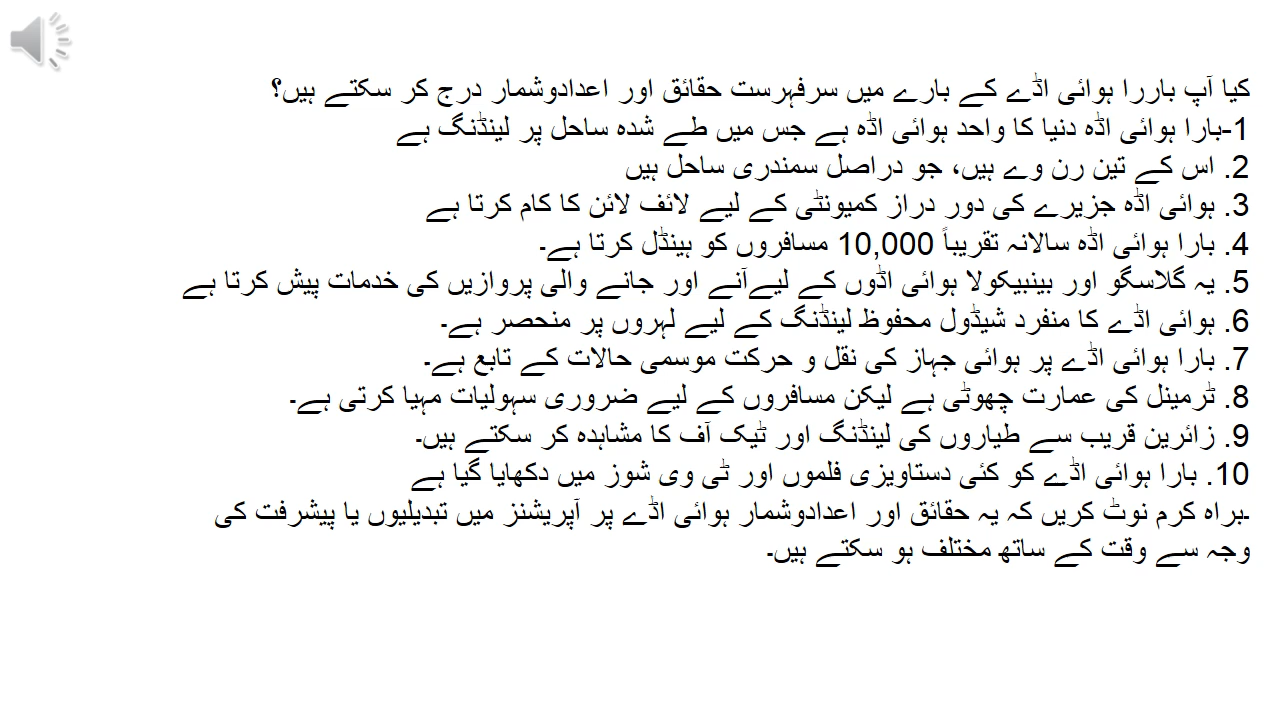 کیا آپ باررا ہوائی اڈے کے بارے میں سرفہرست حقائق اور اعدادوشمار درج کر سکتے ہیں؟
1-بارا ہوائی اڈہ دنیا کا واحد ہوائی اڈہ ہے جس میں طے شدہ ساحل پر لینڈنگ ہے
2. اس کے تین رن وے ہیں، جو دراصل سمندری ساحل ہیں
3. ہوائی اڈہ جزیرے کی دور دراز کمیونٹی کے لیے لائف لائن کا کام کرتا ہے
4. بارا ہوائی اڈہ سالانہ تقریباً 10,000 مسافروں کو ہینڈل کرتا ہے۔
5. یہ گلاسگو اور بینبیکولا ہوائی اڈوں کے لیےآنے اور جانے والی پروازیں کی خدمات پیش کرتا ہے
6. ہوائی اڈے کا منفرد شیڈول محفوظ لینڈنگ کے لیے لہروں پر منحصر ہے۔
7. بارا ہوائی اڈے پر ہوائی جہاز کی نقل و حرکت موسمی حالات کے تابع ہے۔
8. ٹرمینل کی عمارت چھوٹی ہے لیکن مسافروں کے لیے ضروری سہولیات مہیا کرتی ہے۔
9. زائرین قریب سے طیاروں کی لینڈنگ اور ٹیک آف کا مشاہدہ کر سکتے ہیں۔
10. بارا ہوائی اڈے کو کئی دستاویزی فلموں اور ٹی وی شوز میں دکھایا گیا ہے
۔براہ کرم نوٹ کریں کہ یہ حقائق اور اعدادوشمار ہوائی اڈے پر آپریشنز میں تبدیلیوں یا پیشرفت کی
وجہ سے وقت کے ساتھ مختلف ہو سکتے ہیں۔